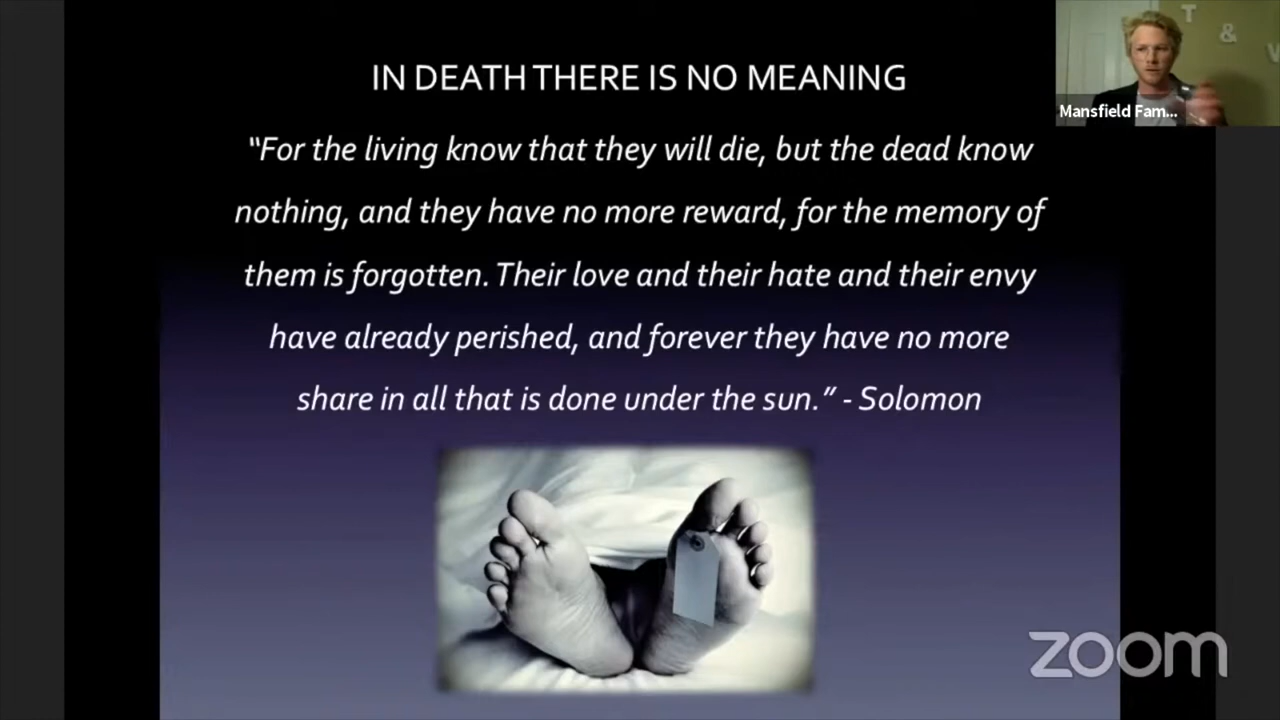 IN DEATH THERE IS NO MEANING
“For the living know that they will die, but the dead know
nothing, and they have no more reward, for the memory of
them is forgotten. Their love and their hate and their envy
have already perished, and forever they have no more
share in all that is done under the sun.” - Solomon
T
&
Mansfield Fam...
zoom